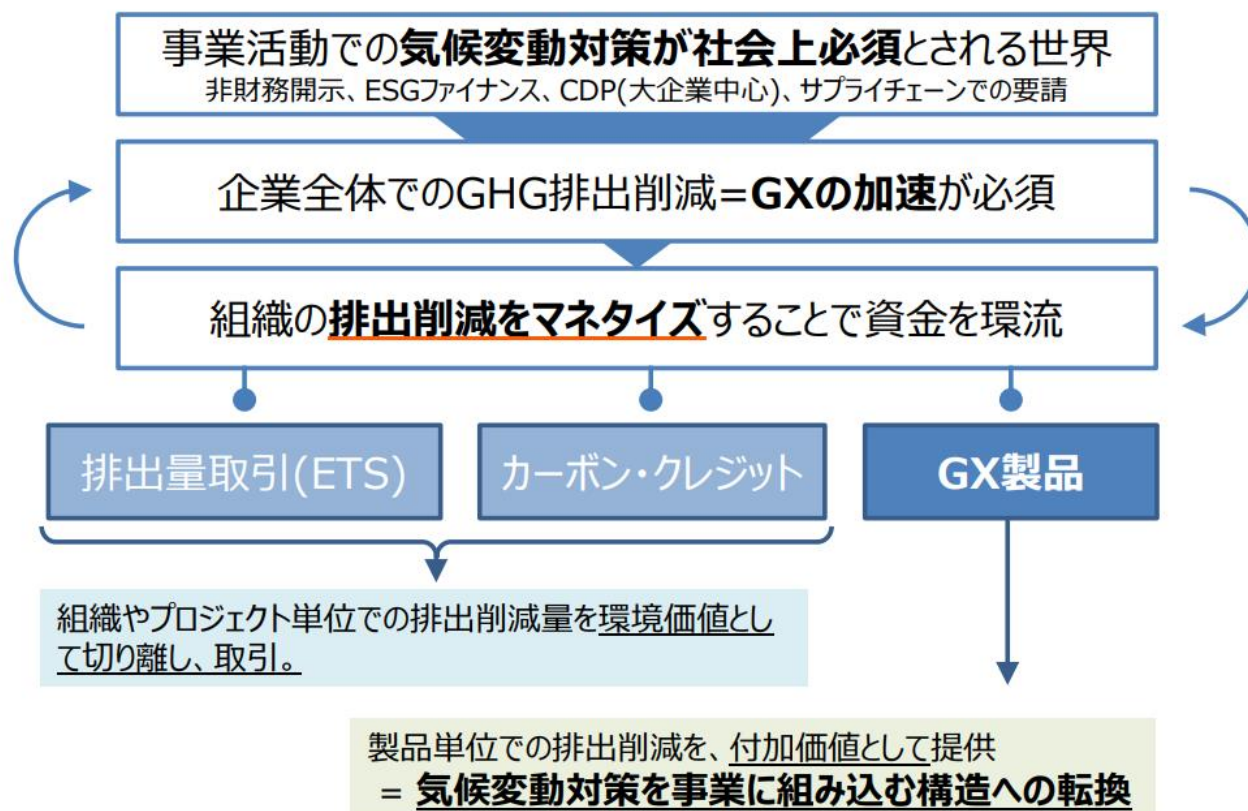 事業活動での気候変動対策が社会上必須とされる世界
非財務開示、ESGファイナンス、CDP(大企業中心)、サプライチェーンでの要請
企業全体でのGHG排出削減=GXの加速が必須
組織の排出削減をマネタイズすることで資金を環流
排出量取引(ETS)
カーボン・クレジット
GX製品
組織やプロジェクト単位での排出削減量を環境価値とし
て切り離し、取引。
製品単位での排出削減を、付加価値として提供
= 気候変動対策を事業に組み込む構造への転換